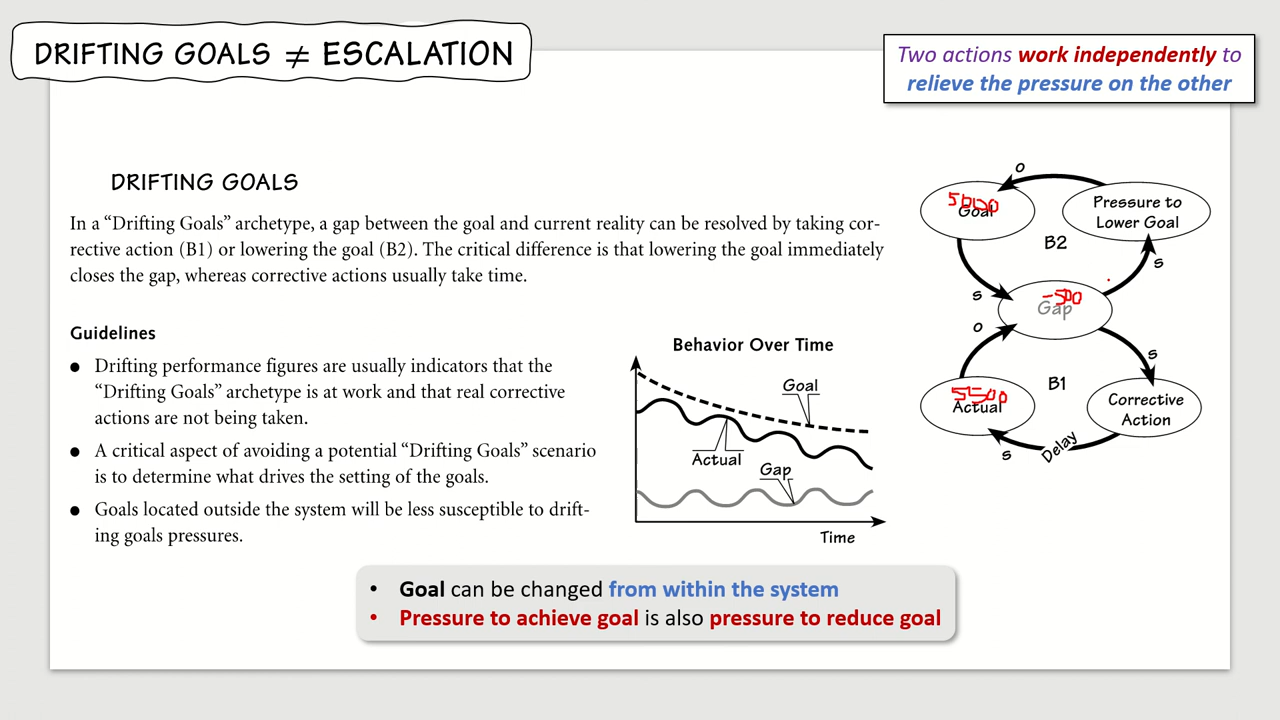 DRIFTING GOALS ≠ ESCALATION
Two actions work independently to
relieve the pressure on the other
DRIFTING GOALS
In a “Drifting Goals” archetype, a gap between the goal and current reality can be resolved by taking cor-
rective action (B1) or lowering the goal (B2). The critical difference is that lowering the goal immediately
closes the gap, whereas corrective actions usually take time.
Guidelines
● Drifting performance figures are usually indicators that the
“Drifting Goals” archetype is at work and that real corrective
actions are not being taken.
● A critical aspect of avoiding a potential “Drifting Goals” scenario
is to determine what drives the setting of the goals.
● Goals located outside the system will be less susceptible to drift-
ing goals pressures.
Behavior Over Time
Goal
Actual
Gap
Time
o
5000
Goal
Pressure to
Lower Goal
B2
s
s
-500
Gap
o
s
B1
5500
Actual
Corrective
Action
Delay
s
• Goal can be changed from within the system
• Pressure to achieve goal is also pressure to reduce goal